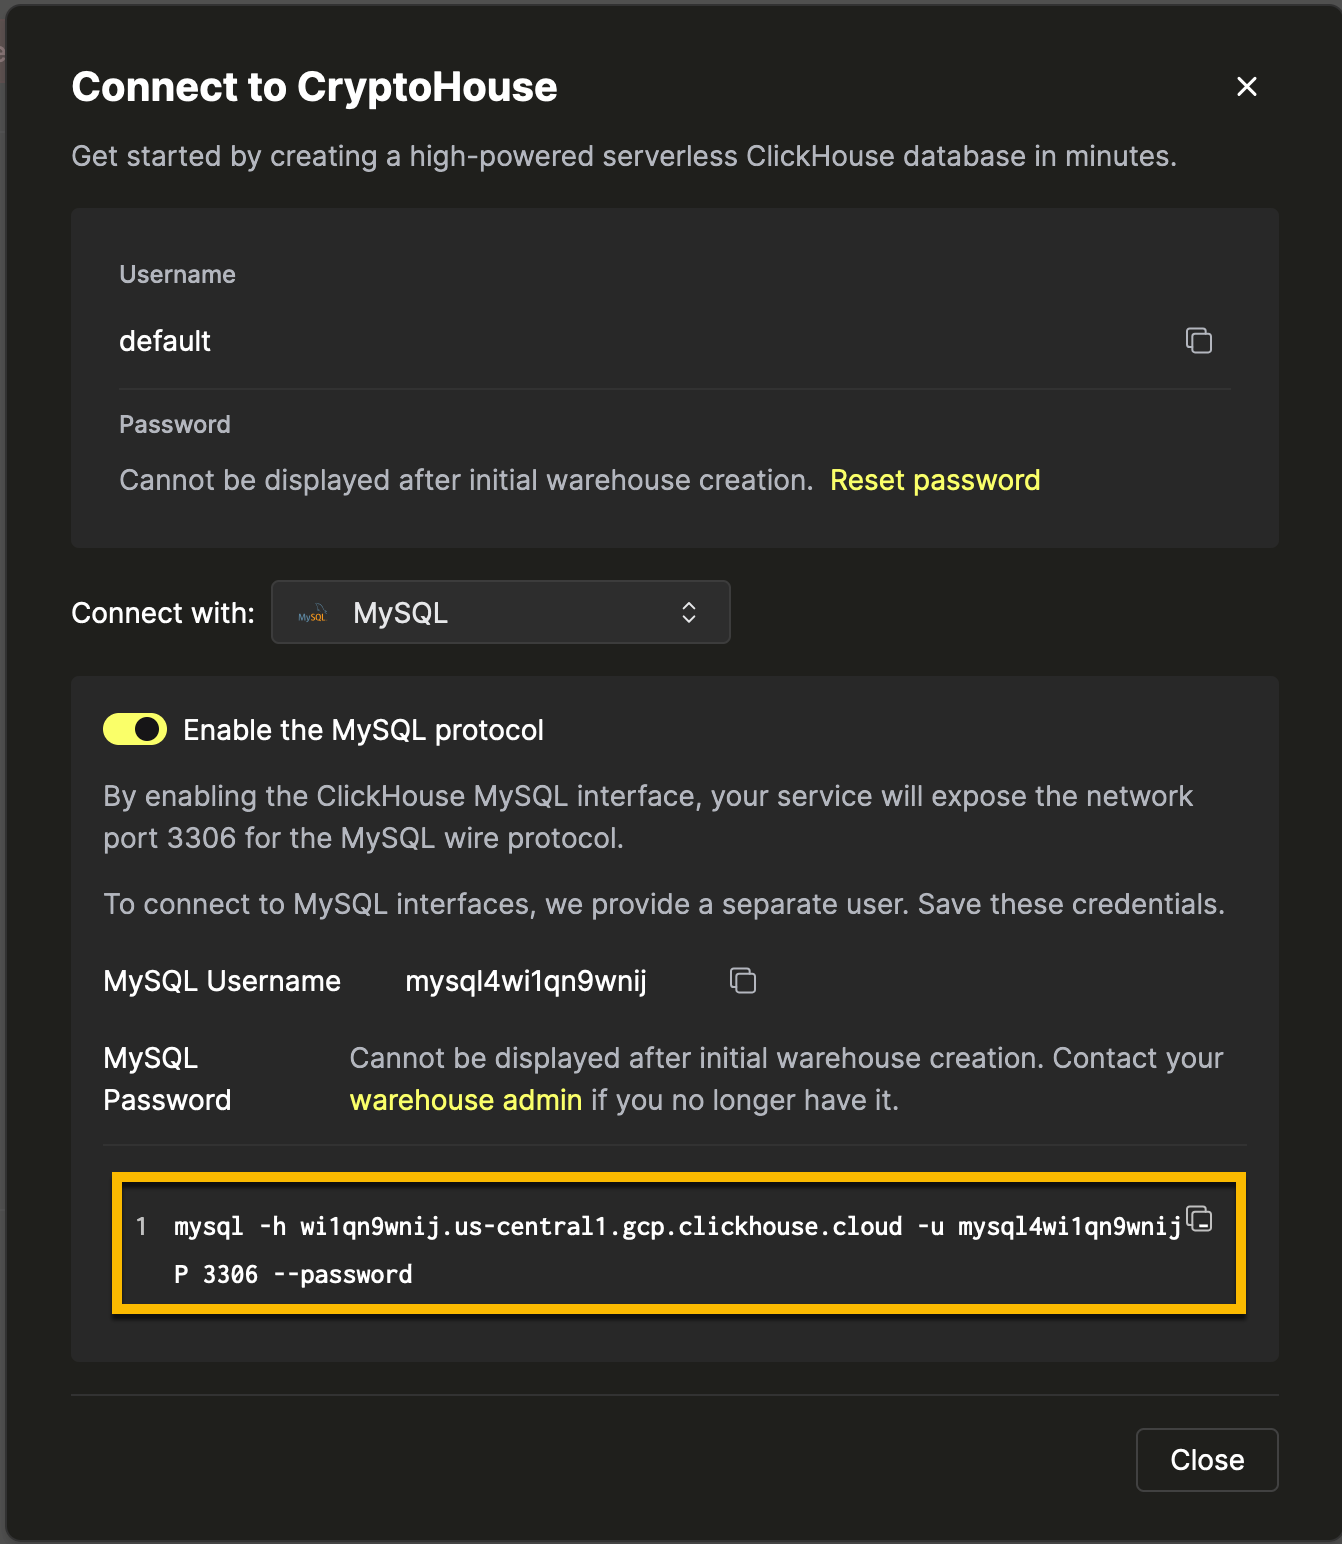 Connect to CryptoHouse
Get started by creating a high-powered serverless ClickHouse database in minutes.
Username
default
Password
Cannot be displayed after initial warehouse creation. Reset password
Connect with: MySQL MySQL
Enable the MySQL protocol
By enabling the ClickHouse MySQL interface, your service will expose the network
port 3306 for the MySQL wire protocol.
To connect to MySQL interfaces, we provide a separate user. Save these credentials.
MySQL Username mysql4wi1qn9wnij
MySQL Password
Cannot be displayed after initial warehouse creation. Contact your
warehouse admin if you no longer have it.
1 mysql -h wi1qn9wnij.us-central1.gcp.clickhouse.cloud -u mysql4wi1qn9wnij
P 3306 --password
Close